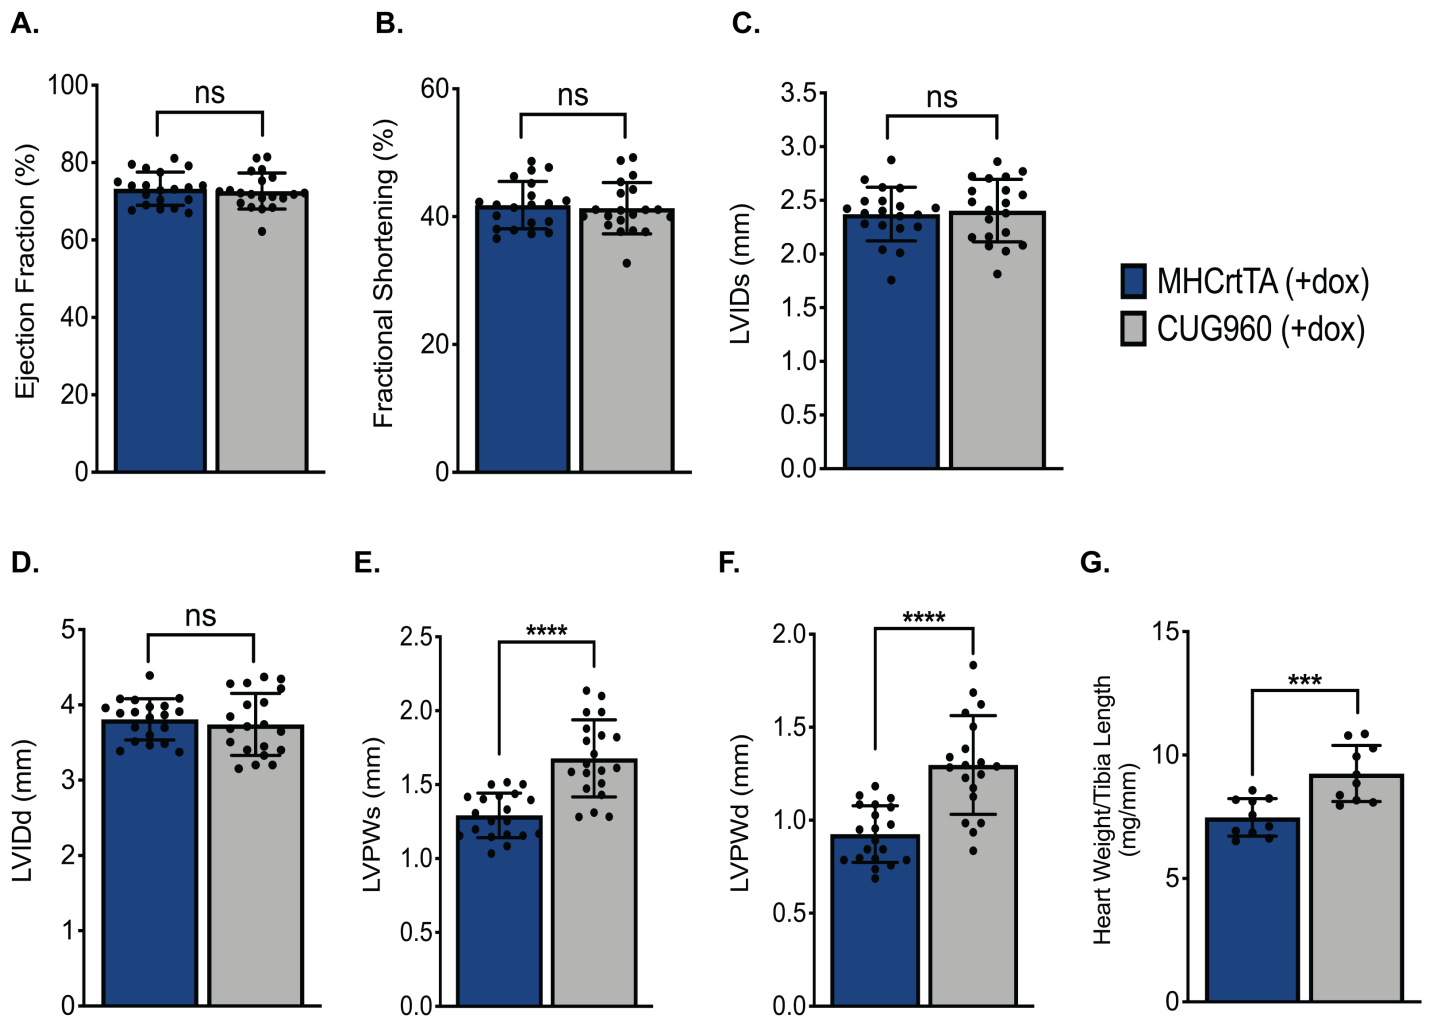 A.
Ejection Fraction (%)
100
80
60
40
20
0
ns
B.
Fractional Shortening (%)
60
40
20
0
ns
C.
LVIDs (mm)
3.5
3.0
2.5
2.0
1.5
1.0
0.5
0.0
ns
MHCrtTA (+dox)
CUG960 (+dox)
D.
LVIDd (mm)
5
4
3
2
1
0
ns
E.
LVPWs (mm)
2.5
2.0
1.5
1.0
0.5
0.0
****
F.
LVPWd (mm)
2.0
1.5
1.0
0.5
0.0
****
G.
Heart Weight/Tibia Length
(mg/mm)
15
10
5
0
***